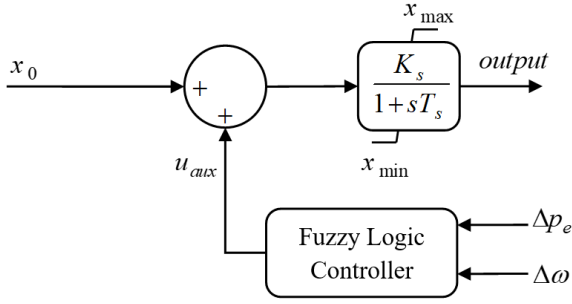 x_max
x_0
+
+
K_s
1+sT_s
output
x_min
u_aux
Fuzzy Logic
Controller
Δp_e
Δω